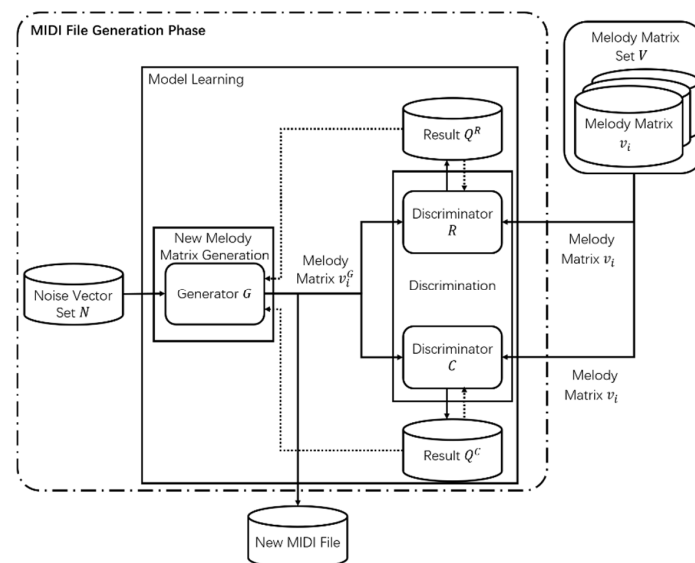 MIDI File Generation Phase
Melody Matrix
Set V
Melody Matrix
v_i
Model Learning
Result Q^R
New Melody
Matrix Generation
Generator G
Melody
Matrix v_i^G
Discriminator
R
Discrimination
Melody
Matrix v_i
Noise Vector
Set N
Discriminator
C
Melody
Matrix v_i
Result Q^C
New MIDI File